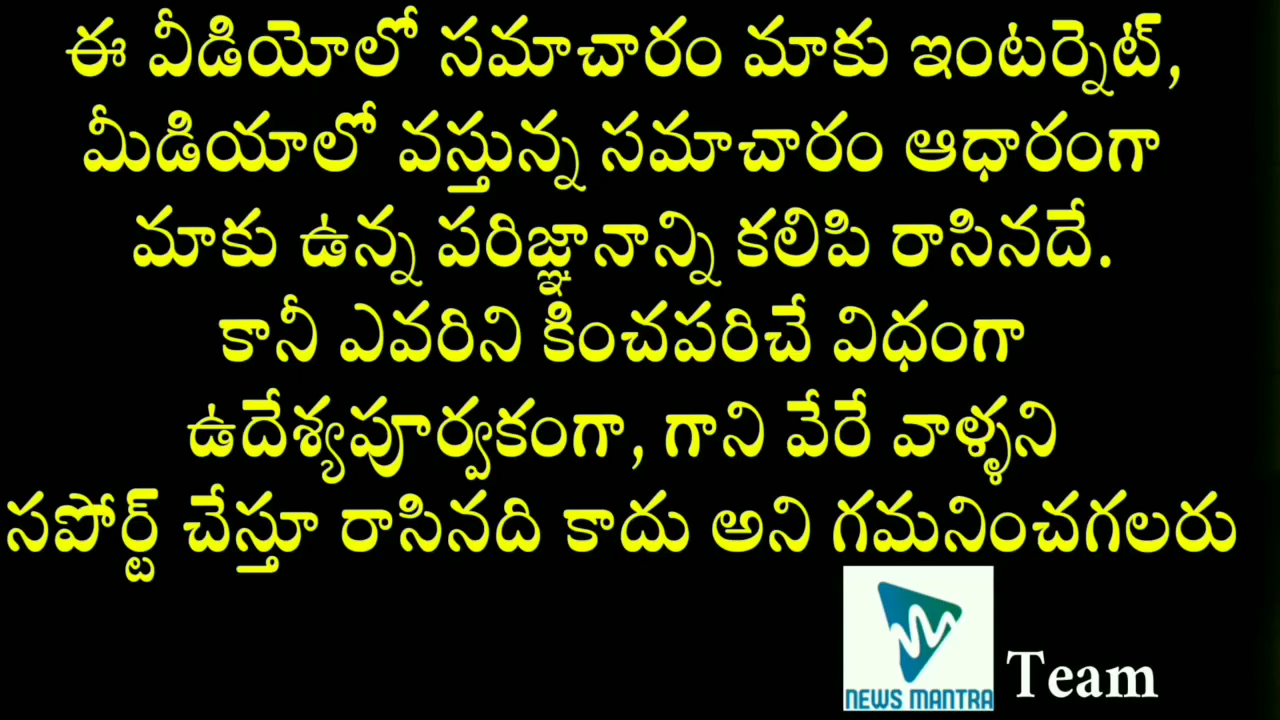 ఈ వీడియోలో సమాచారం మాకు ఇంటర్నెట్,
మీడియాలో వస్తున్న సమాచారం ఆధారంగా
మాకు ఉన్న పరిజ్ఞానాన్ని కలిపి రాసినదే.
కానీ ఎవరిని కించపరిచే విధంగా
ఉదేశ్యపూర్వకంగా, గాని వేరే వాళ్ళని
సపోర్ట్ చేస్తూ రాసినది కాదు అని గమనించగలరు
NEWS MANTRA
Team